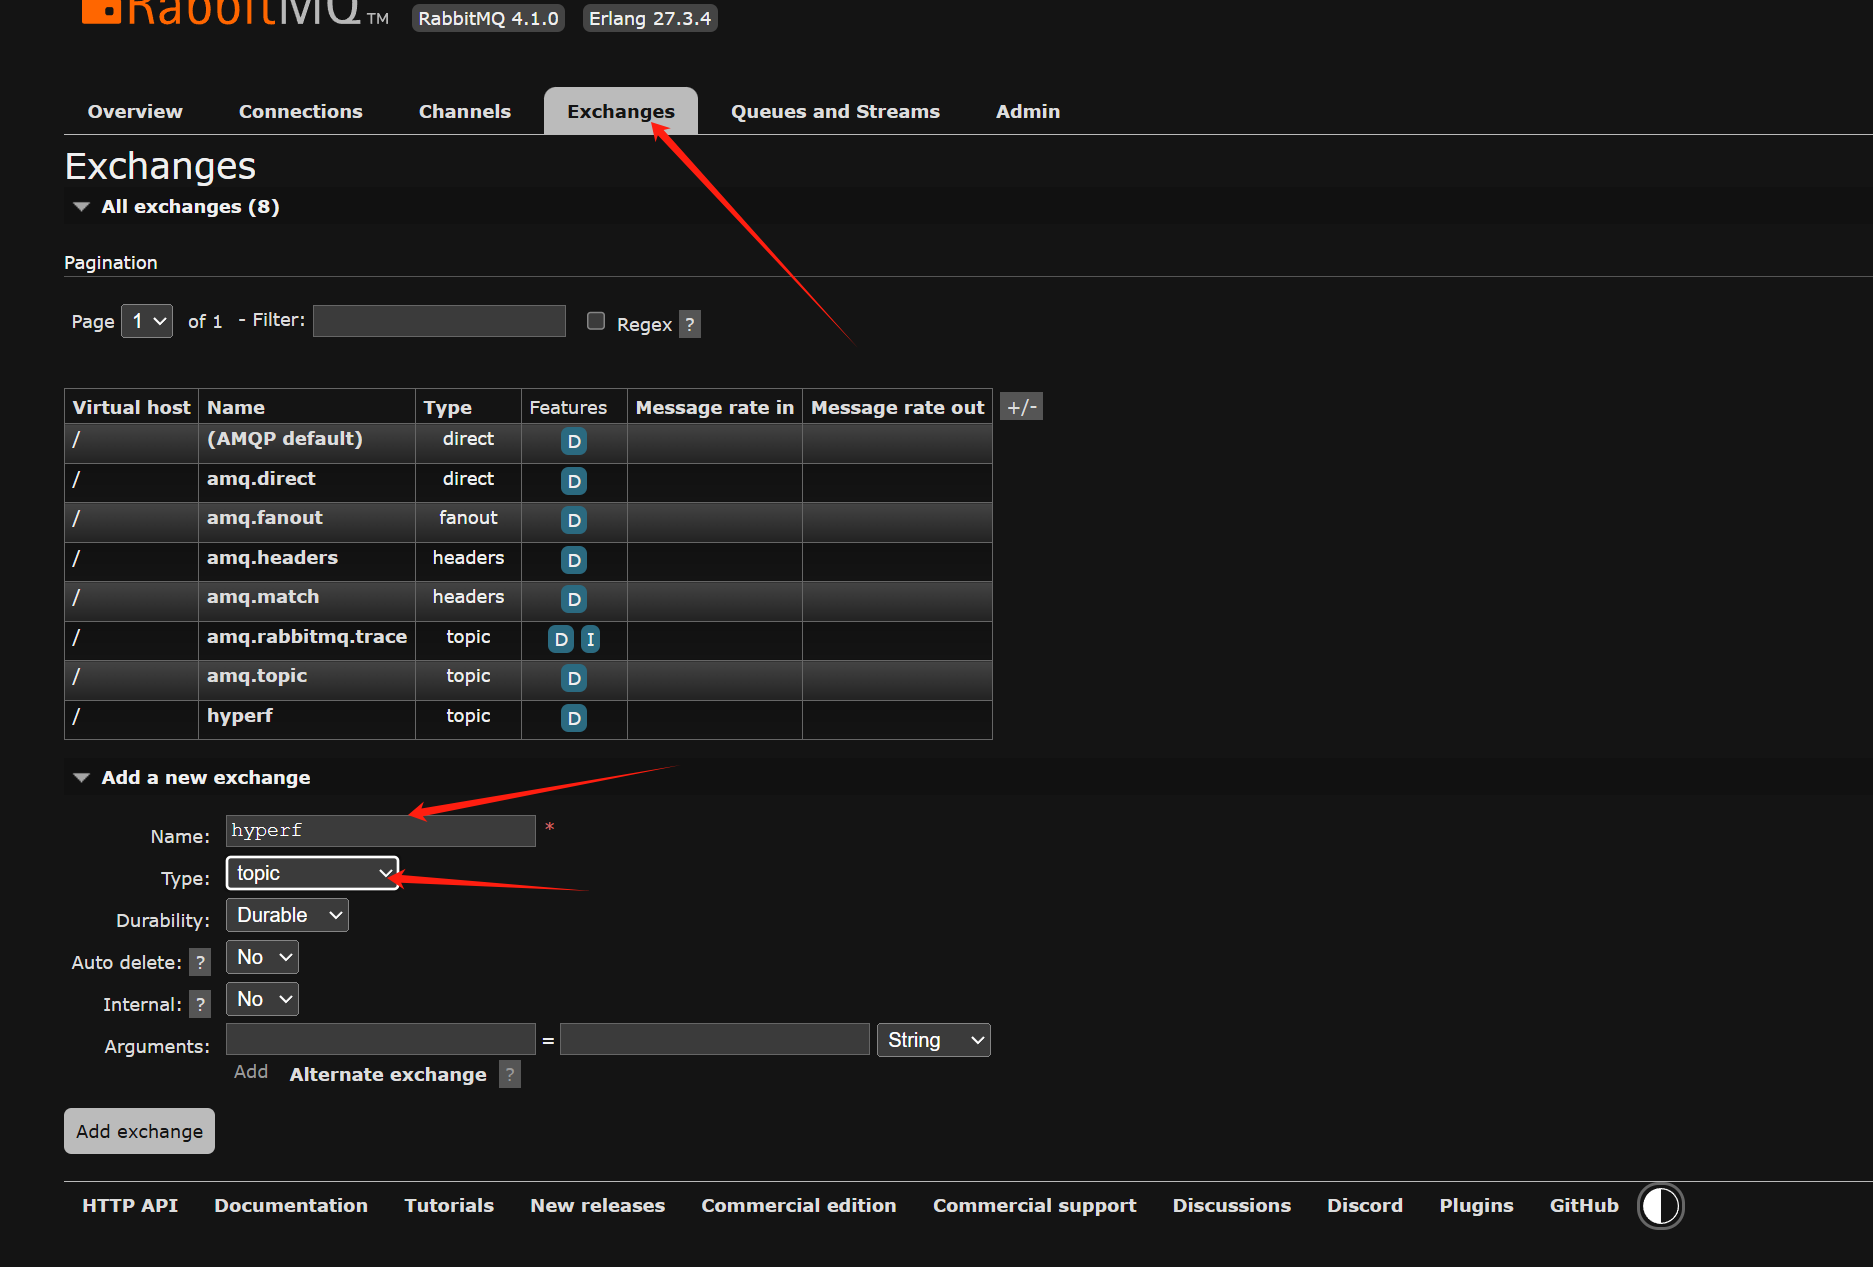 RabbitMQ TM RabbitMQ 4.1.0 Erlang 27.3.4
Overview Connections Channels Exchanges Queues and Streams Admin
Exchanges
All exchanges (8)
Pagination
Page 1 of 1 - Filter: Regex ?
Virtual host Name Type Features Message rate in Message rate out +/-
/ (AMQP default) direct D
/ amq.direct direct D
/ amq.fanout fanout D
/ amq.headers headers D
/ amq.match headers D
/ amq.rabbitmq.trace topic D I
/ amq.topic topic D
/ hyperf topic D
Add a new exchange
Name: hyperf *
Type: topic
Durability: Durable
Auto delete: ? No
Internal: ? No
Arguments: = String
Add Alternate exchange ?
Add exchange
HTTP API Documentation Tutorials New releases Commercial edition Commercial support Discussions Discord Plugins GitHub